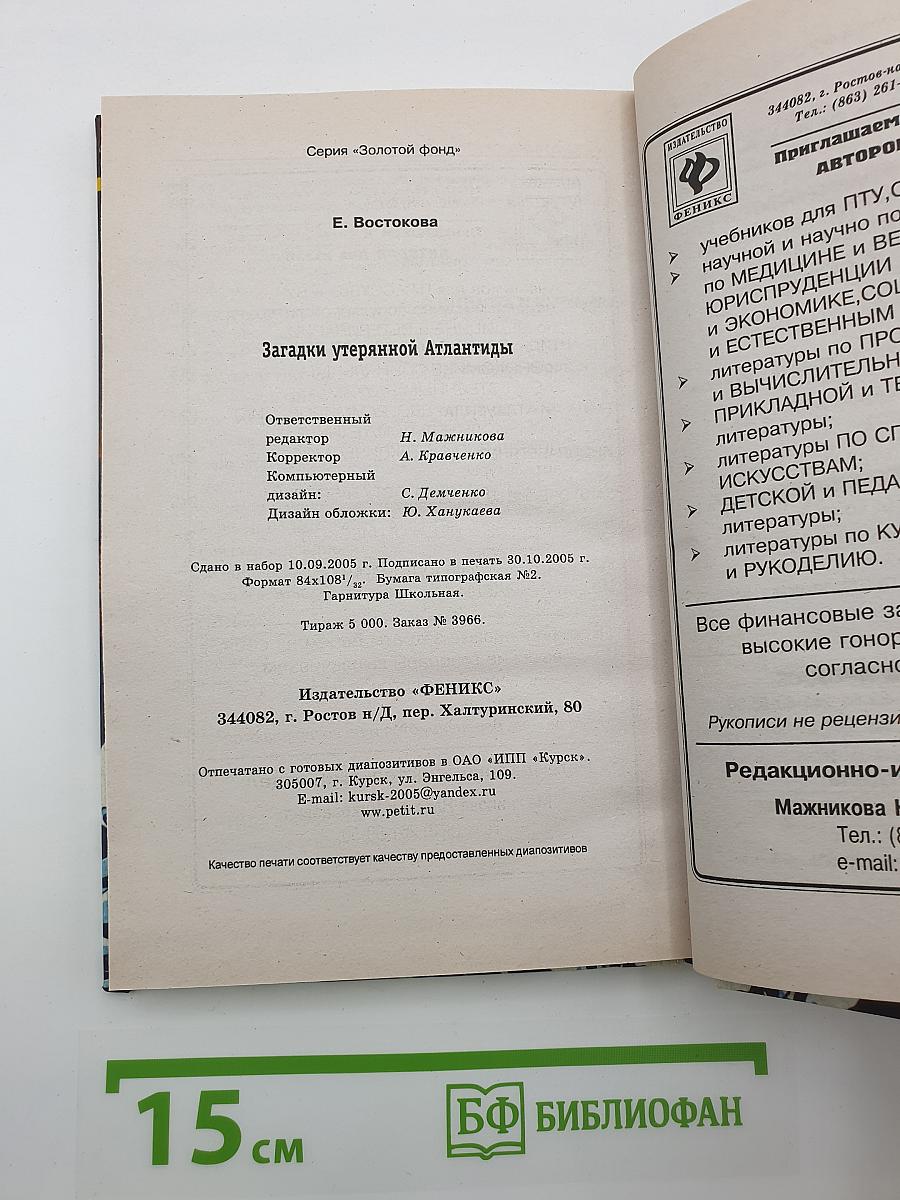 Серия «Золотой фонд»
Е. Востокова
Загадки утерянной Атлантиды
Ответственный
редактор Н. Мажникова
Корректор А. Кравченко
Компьютерный
дизайн: С. Демченко
Дизайн обложки: Ю. Ханукаева
Сдано в набор 10.09.2005 г. Подписано в печать 30.10.2005 г.
Формат 84х108¹/₃₂. Бумага типографская №2.
Гарнитура Школьная.
Тираж 5 000. Заказ № 3966.
Издательство «ФЕНИКС»
344082, г. Ростов н/Д, пер. Халтуринский, 80
Отпечатано с готовых диапозитивов в ОАО «ИПП «Курск».
305007, г. Курск, ул. Энгельса, 109.
E-mail: kursk-2005@yandex.ru
ww.petit.ru
Качество печати соответствует качеству предоставленных диапозитивов
ИЗДАТЕЛЬСТВО
ФЕНИКС
344082, г. Ростов-на
Тел.: (863) 261-
Приглашаем
АВТОРО
учебников для ПТУ,
научной и научно по
по МЕДИЦИНЕ и ВЕ
ЮРИСПРУДЕНЦИИ
и ЭКОНОМИКЕ,СОЦ
и ЕСТЕСТВЕННЫМ
литературы по ПРО
и ВЫЧИСЛИТЕЛЬН
ПРИКЛАДНОЙ и ТЕ
литературы;
литературы ПО СП
ИСКУССТВАМ;
ДЕТСКОЙ и ПЕДА
литературы;
литературы по КУ
и РУКОДЕЛИЮ.
Все финансовые за
высокие гонор
согласно
Рукописи не рецензи
Редакционно-и
Мажникова
Тел.: (8
e-mail:
15 см
БФ БИБЛИОФАН